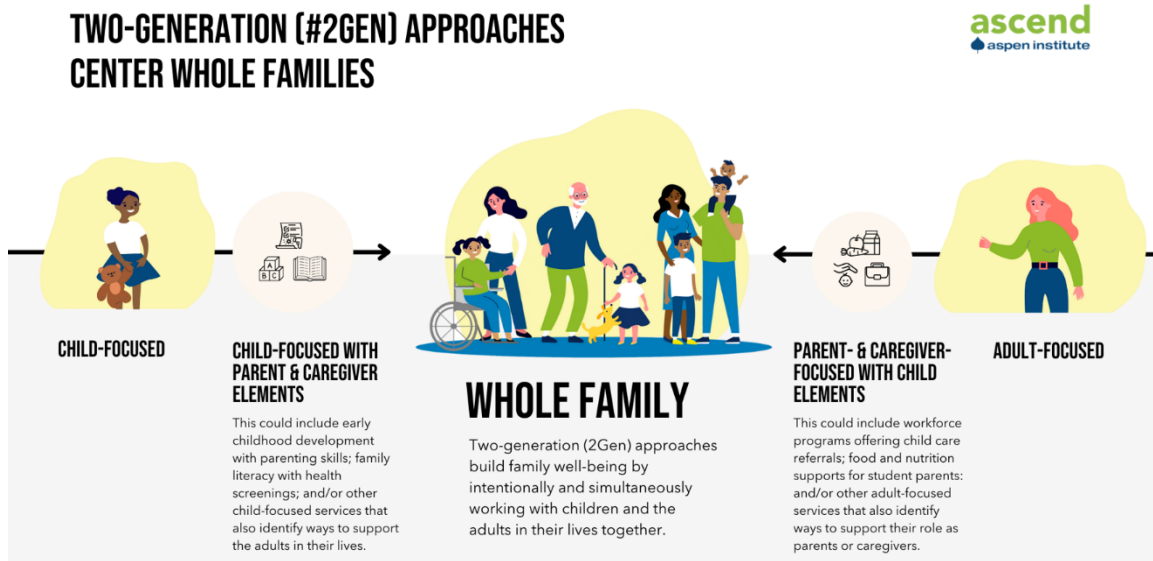 TWO-GENERATION (#2GEN) APPROACHES
CENTER WHOLE FAMILIES
ascend
aspen institute
CHILD-FOCUSED
CHILD-FOCUSED WITH
PARENT & CAREGIVER
ELEMENTS
This could include early
childhood development
with parenting skills; family
literacy with health
screenings; and/or other
child-focused services that
also identify ways to support
the adults in their lives.
WHOLE FAMILY
Two-generation (2Gen) approaches
build family well-being by
intentionally and simultaneously
working with children and the
adults in their lives together.
PARENT- & CAREGIVER-
FOCUSED WITH CHILD
ELEMENTS
This could include workforce
programs offering child care
referrals; food and nutrition
supports for student parents:
and/or other adult-focused
services that also identify
ways to support their role as
parents or caregivers.
ADULT-FOCUSED
B C